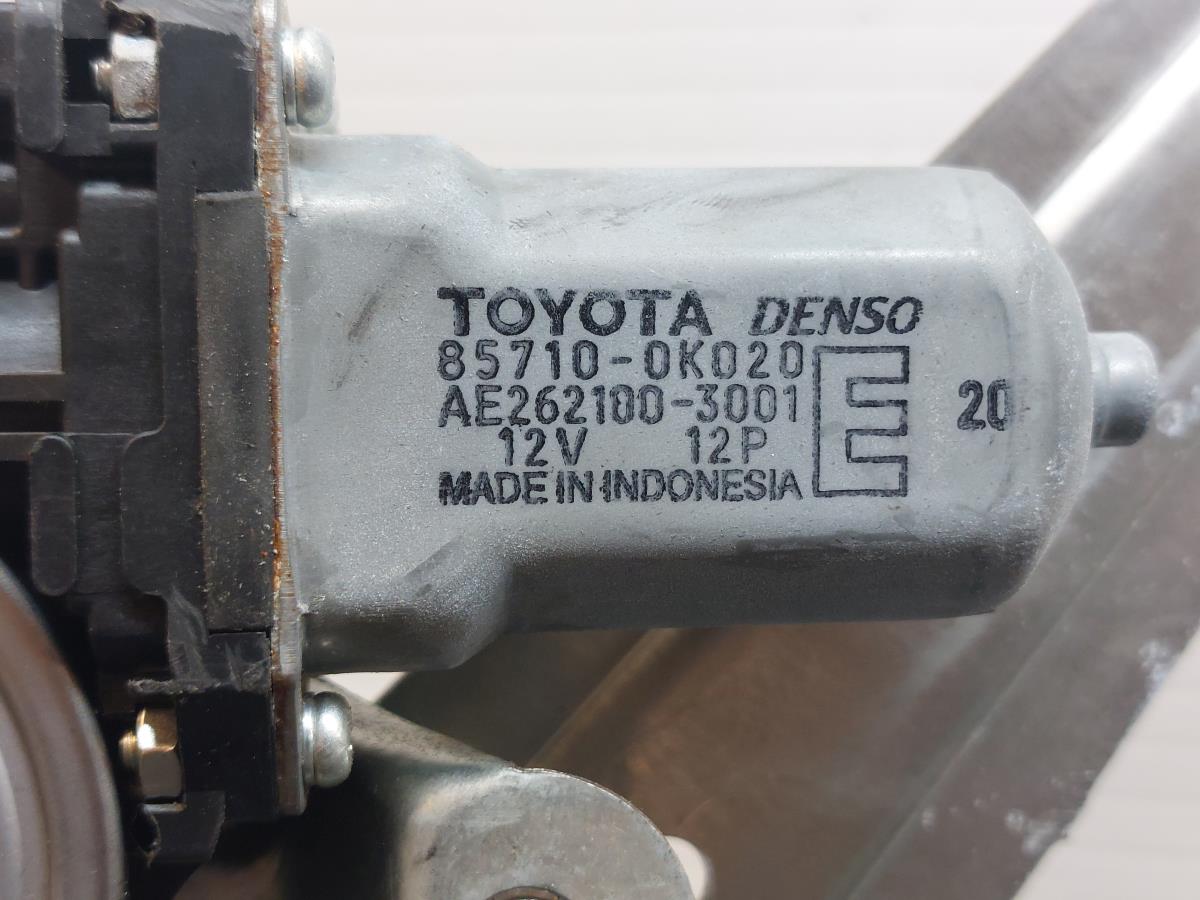 TOYOTA DENSO
85710-0K020
AE262100-3001
12V 12P
MADE IN INDONESIA
E
20